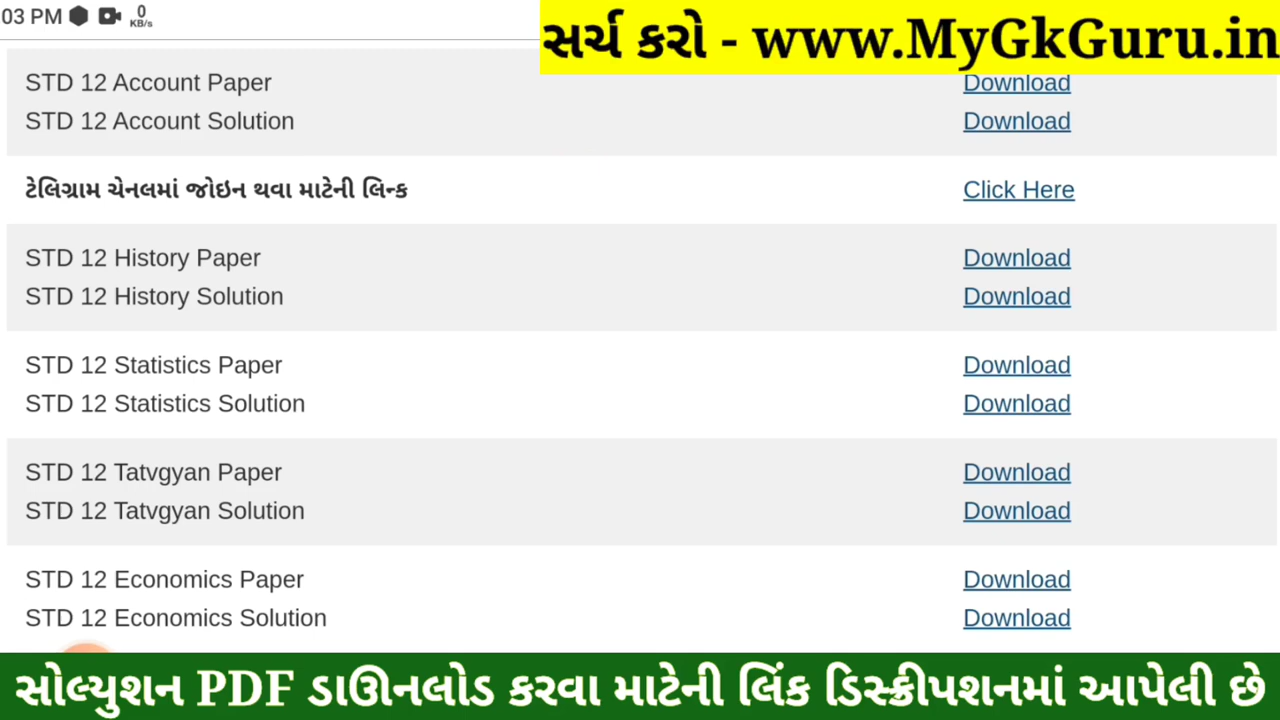 03 PM 0 KB/s
સર્ચ કરો - www.MyGkGuru.in
STD 12 Account Paper Download
STD 12 Account Solution Download
ટેલિગ્રામ ચેનલમાં જોઇન થવા માટેની લિન્ક Click Here
STD 12 History Paper Download
STD 12 History Solution Download
STD 12 Statistics Paper Download
STD 12 Statistics Solution Download
STD 12 Tatvgyan Paper Download
STD 12 Tatvgyan Solution Download
STD 12 Economics Paper Download
STD 12 Economics Solution Download
સોલ્યુશન PDF ડાઊનલોડ કરવા માટેની લિંક ડિસ્ક્રીપશનમાં આપેલી છે